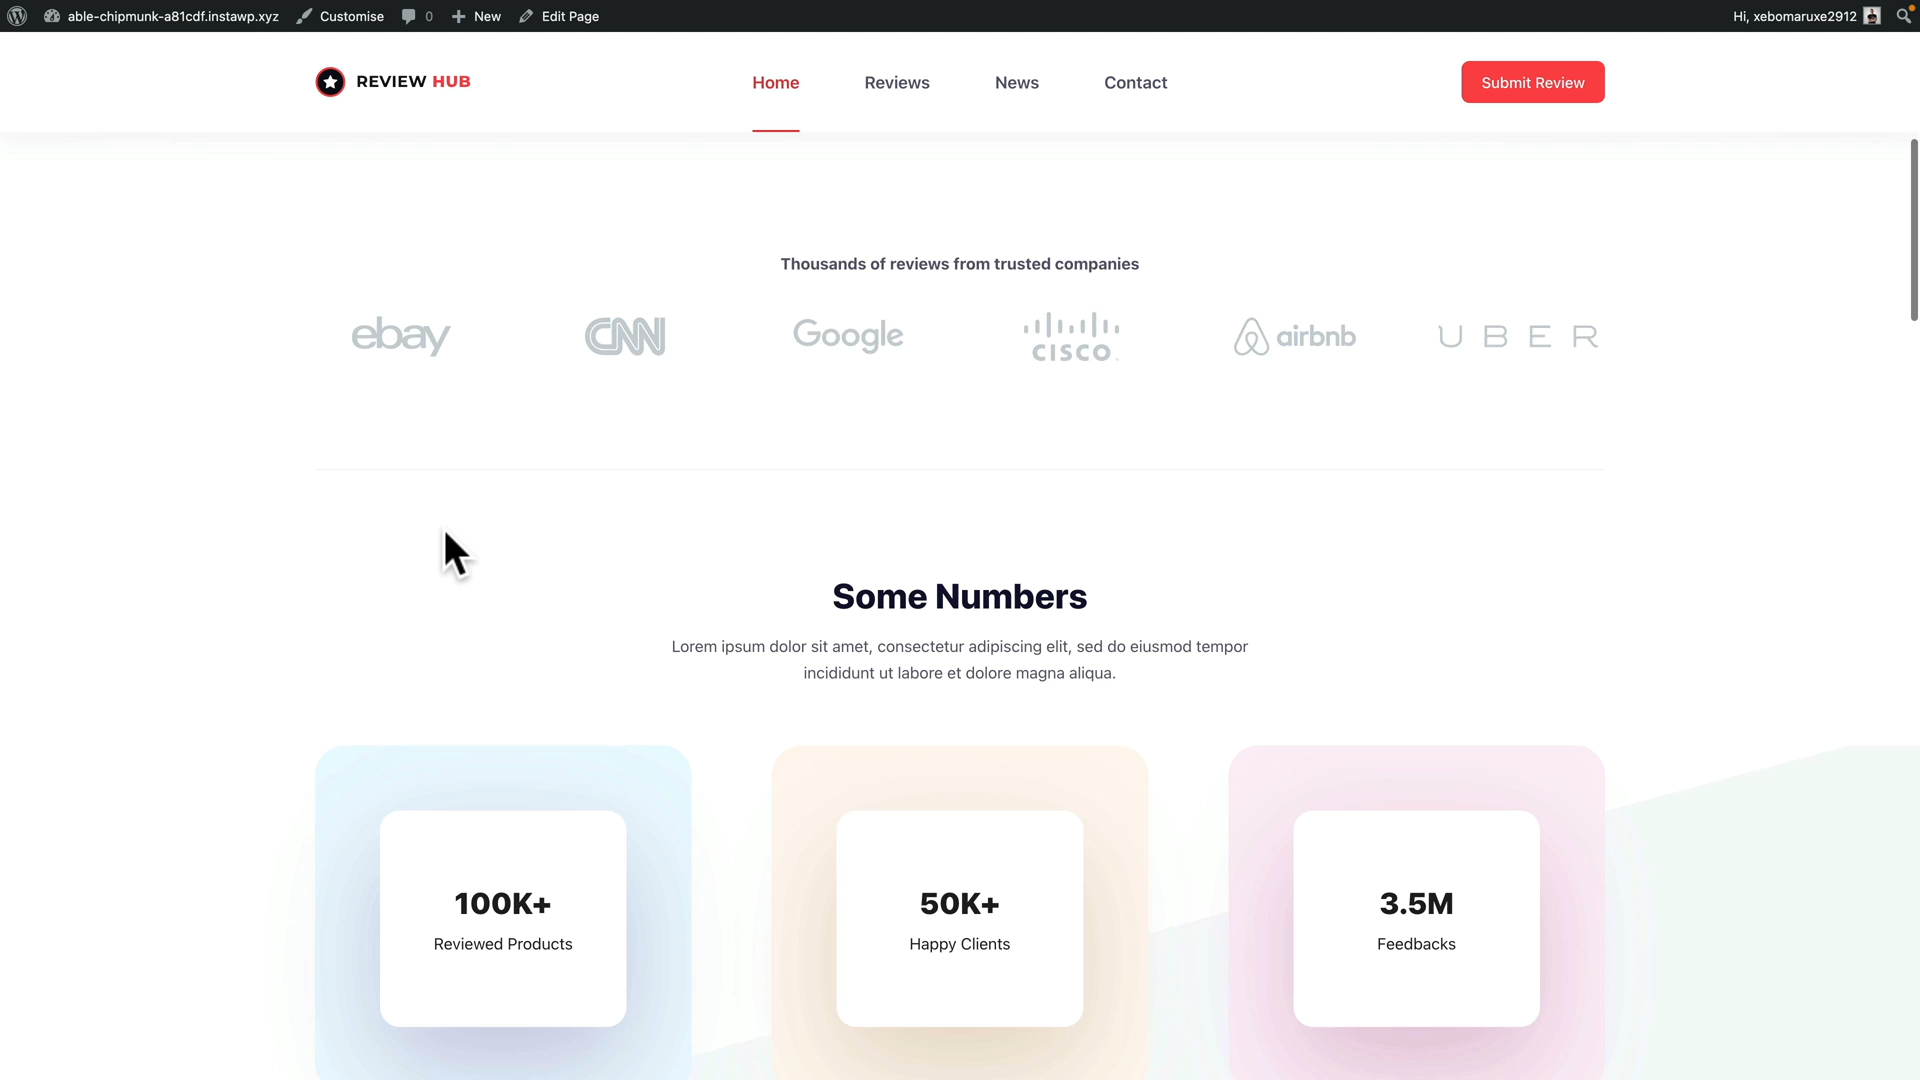 able-chipmunk-a81cdf.instawp.xyz Customise 0 New Edit Page Hi, xebomaruxe2912
REVIEW HUB Home Reviews News Contact Submit Review
Thousands of reviews from trusted companies
ebay CNN Google cisco airbnb UBER
Some Numbers
Lorem ipsum dolor sit amet, consectetur adipiscing elit, sed do eiusmod tempor
incididunt ut labore et dolore magna aliqua.
100K+ 50K+ 3.5M
Reviewed Products Happy Clients Feedbacks